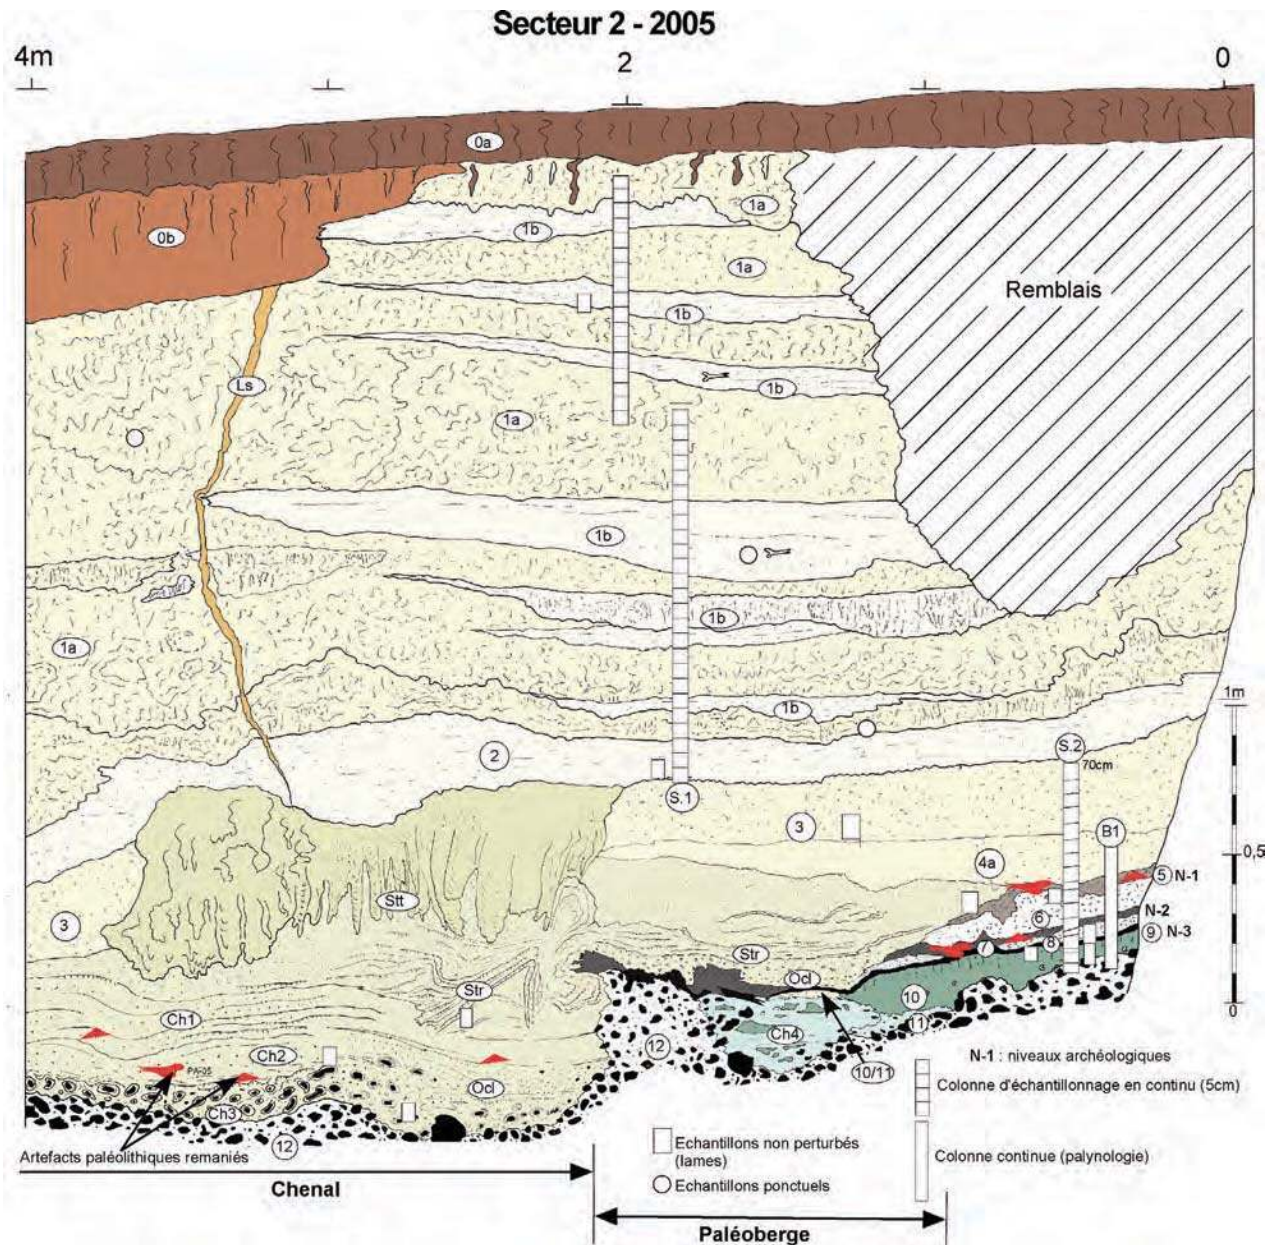 Secteur 2 - 2005
4m
2
0
0a
1a
0b
1b
1a
Remblais
1b
Ls
1b
1a
1b
1b
1a
1m
1b
2
S.2
70cm
S.1
3
B1
0,5
4a
5 N-1
Stt
3
6
N-2
9 N-3
7
8
Str
Str
Ocl
10
Ch1
11
Ch4
0
12
Ch2
10/11
PA-05
Ocl
Ch3
12
N-1 : niveaux archéologiques
Colonne d'échantillonnage en continu (5cm)
Artefacts paléolithiques remaniés
Echantillons non perturbés
(lames)
Colonne continue (palynologie)
Echantillons ponctuels
Chenal
Paléoberge